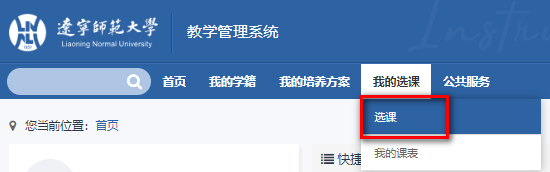 遼寧師範大學
Liaoning Normal University
教学管理系统
首页 我的学籍 我的培养方案 我的选课 公共服务
选课
您当前位置：首页
我的课表
快捷